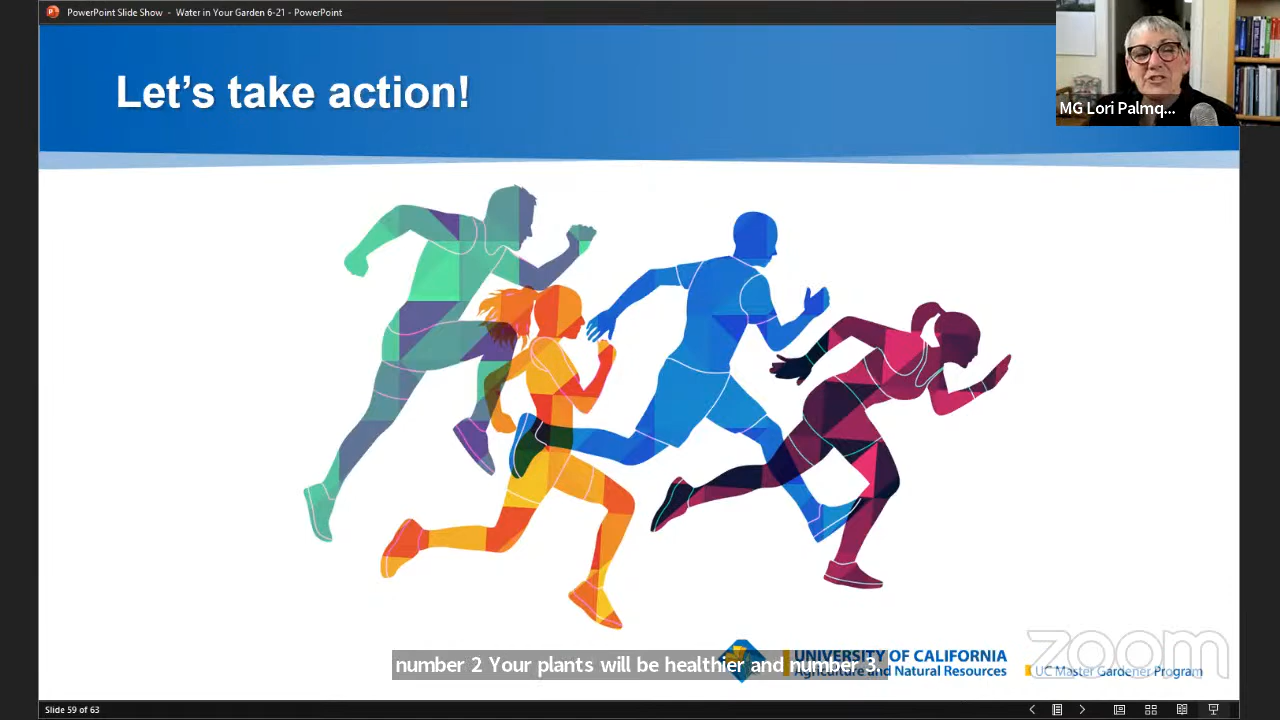 PowerPoint Slide Show - Water in Your Garden 6-21 - PowerPoint
Let's take action!
MG Lori Palmq...
number 2 Your plants will be healthier and number 3.
UNIVERSITY OF CALIFORNIA
Agriculture and Natural Resources
UC Master Gardener Program
zoom
Slide 59 of 63